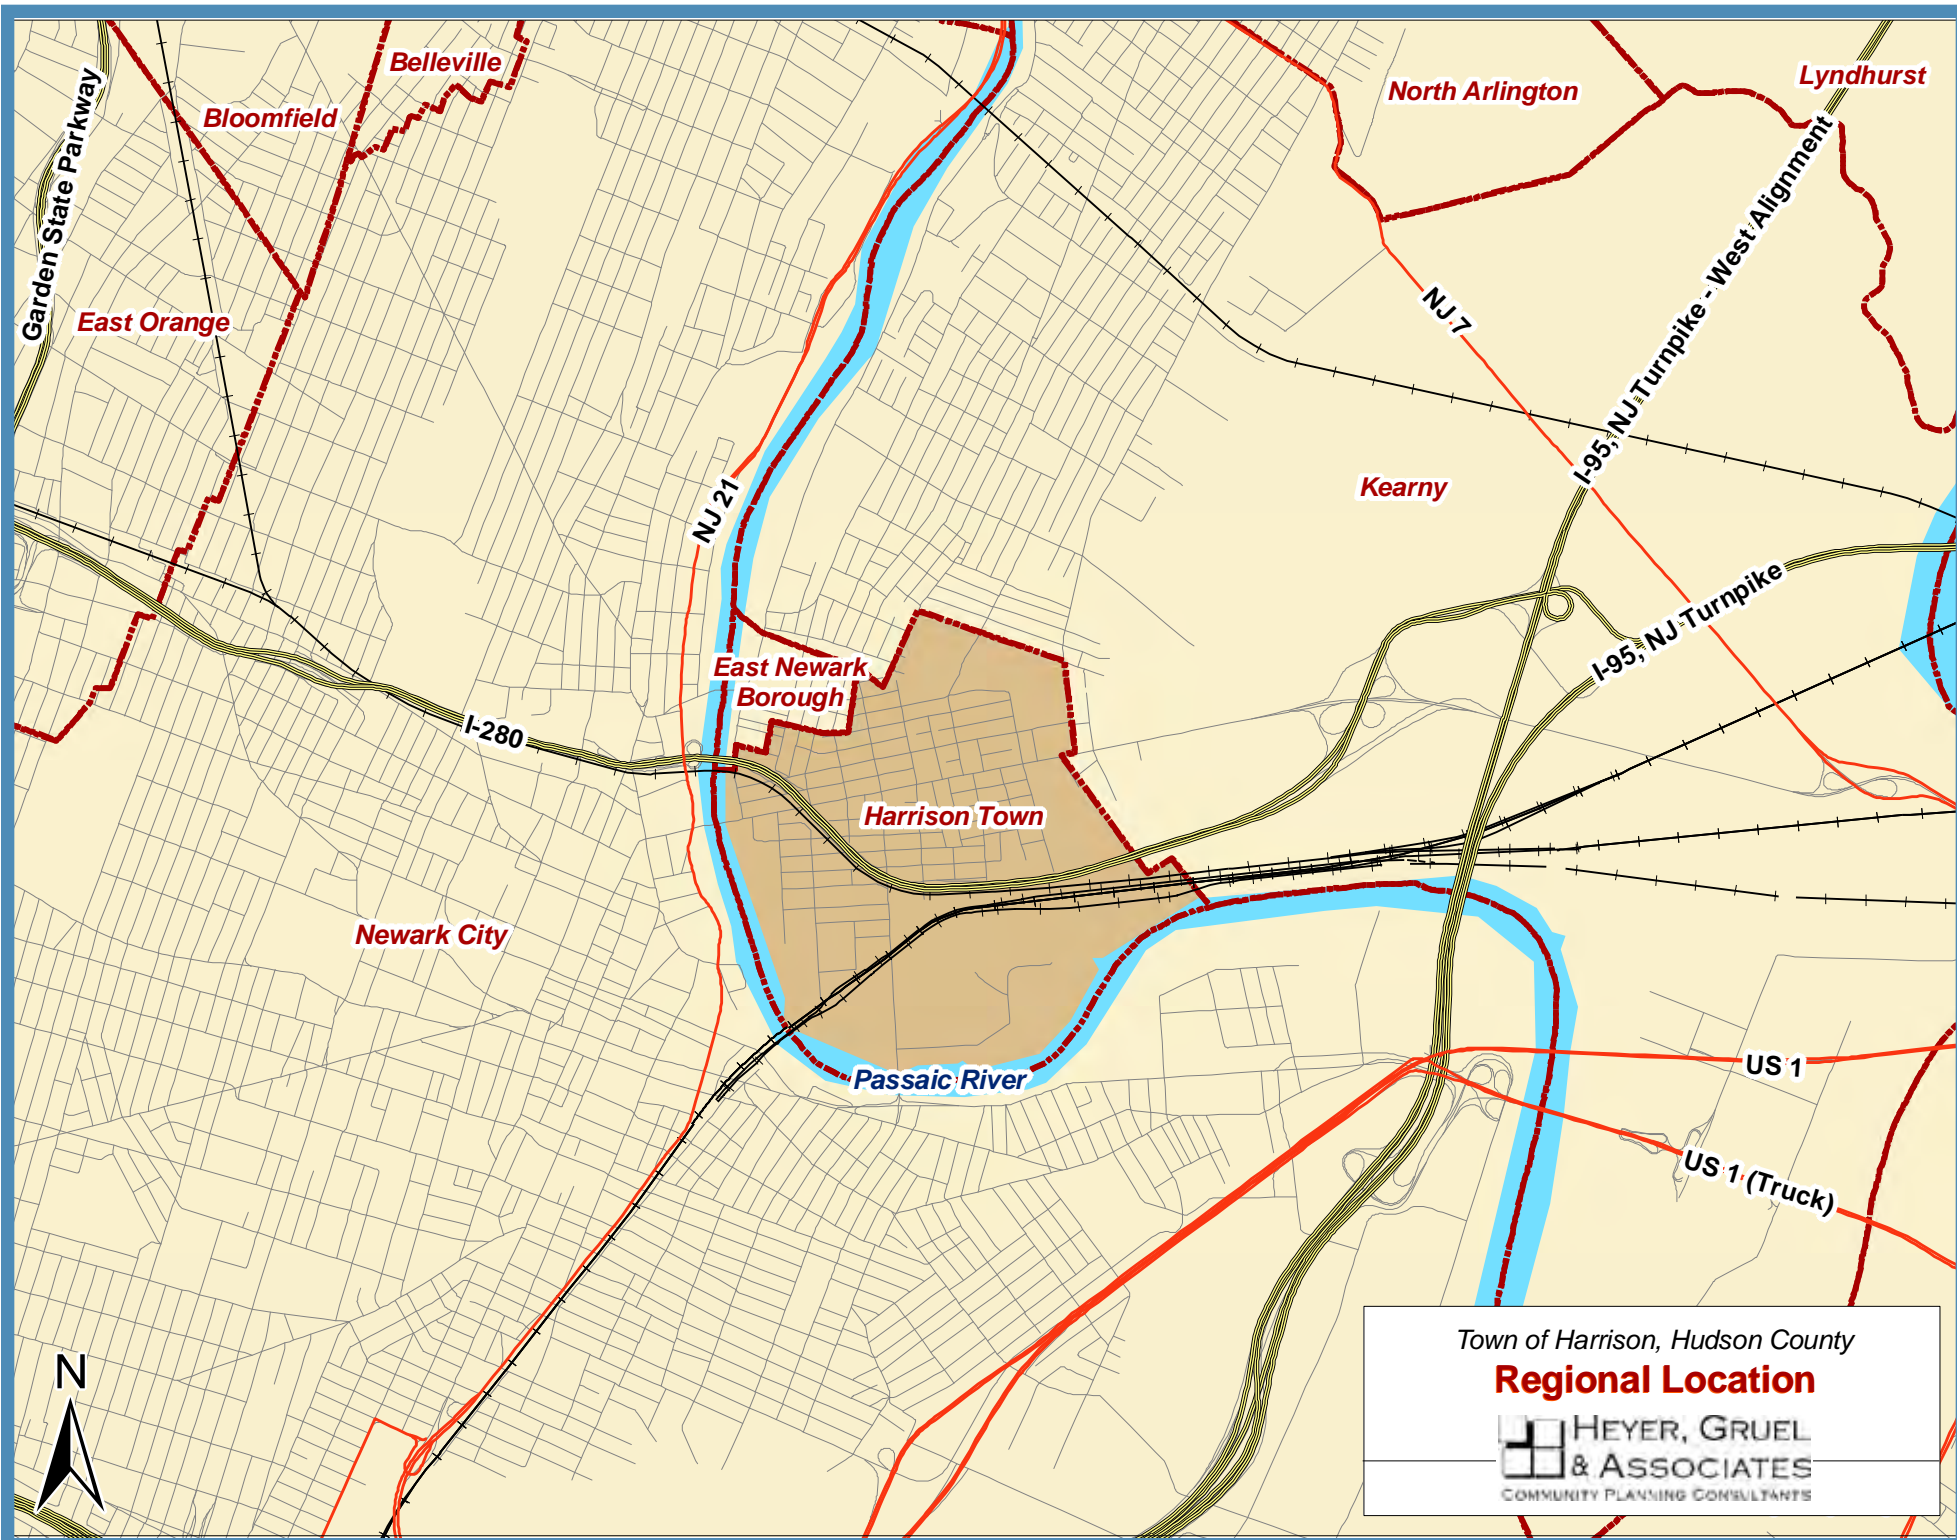 Belleville
Bloomfield
Garden State Parkway
East Orange
North Arlington
Lyndhurst
I-95, NJ Turnpike - West Alignment
NJ 7
Kearny
NJ 21
I-95, NJ Turnpike
East Newark
Borough
I-280
Harrison Town
Newark City
Passaic River
US 1
US 1 (Truck)
N
Town of Harrison, Hudson County
Regional Location
HEYER, GRUEL
& ASSOCIATES
COMMUNITY PLANNING CONSULTANTS